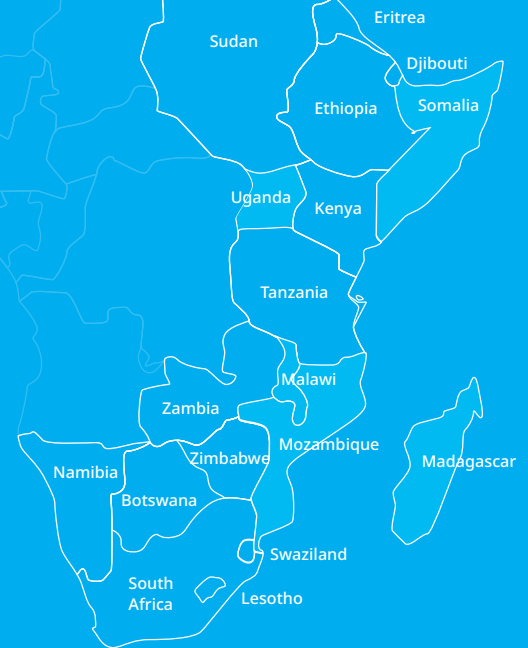 Eritrea
Sudan
Djibouti
Ethiopia
Somalia
Uganda
Kenya
Tanzania
Malawi
Zambia
Mozambique
Zimbabwe
Madagascar
Namibia
Botswana
Swaziland
South
Africa
Lesotho